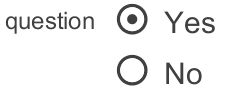 question Yes
No